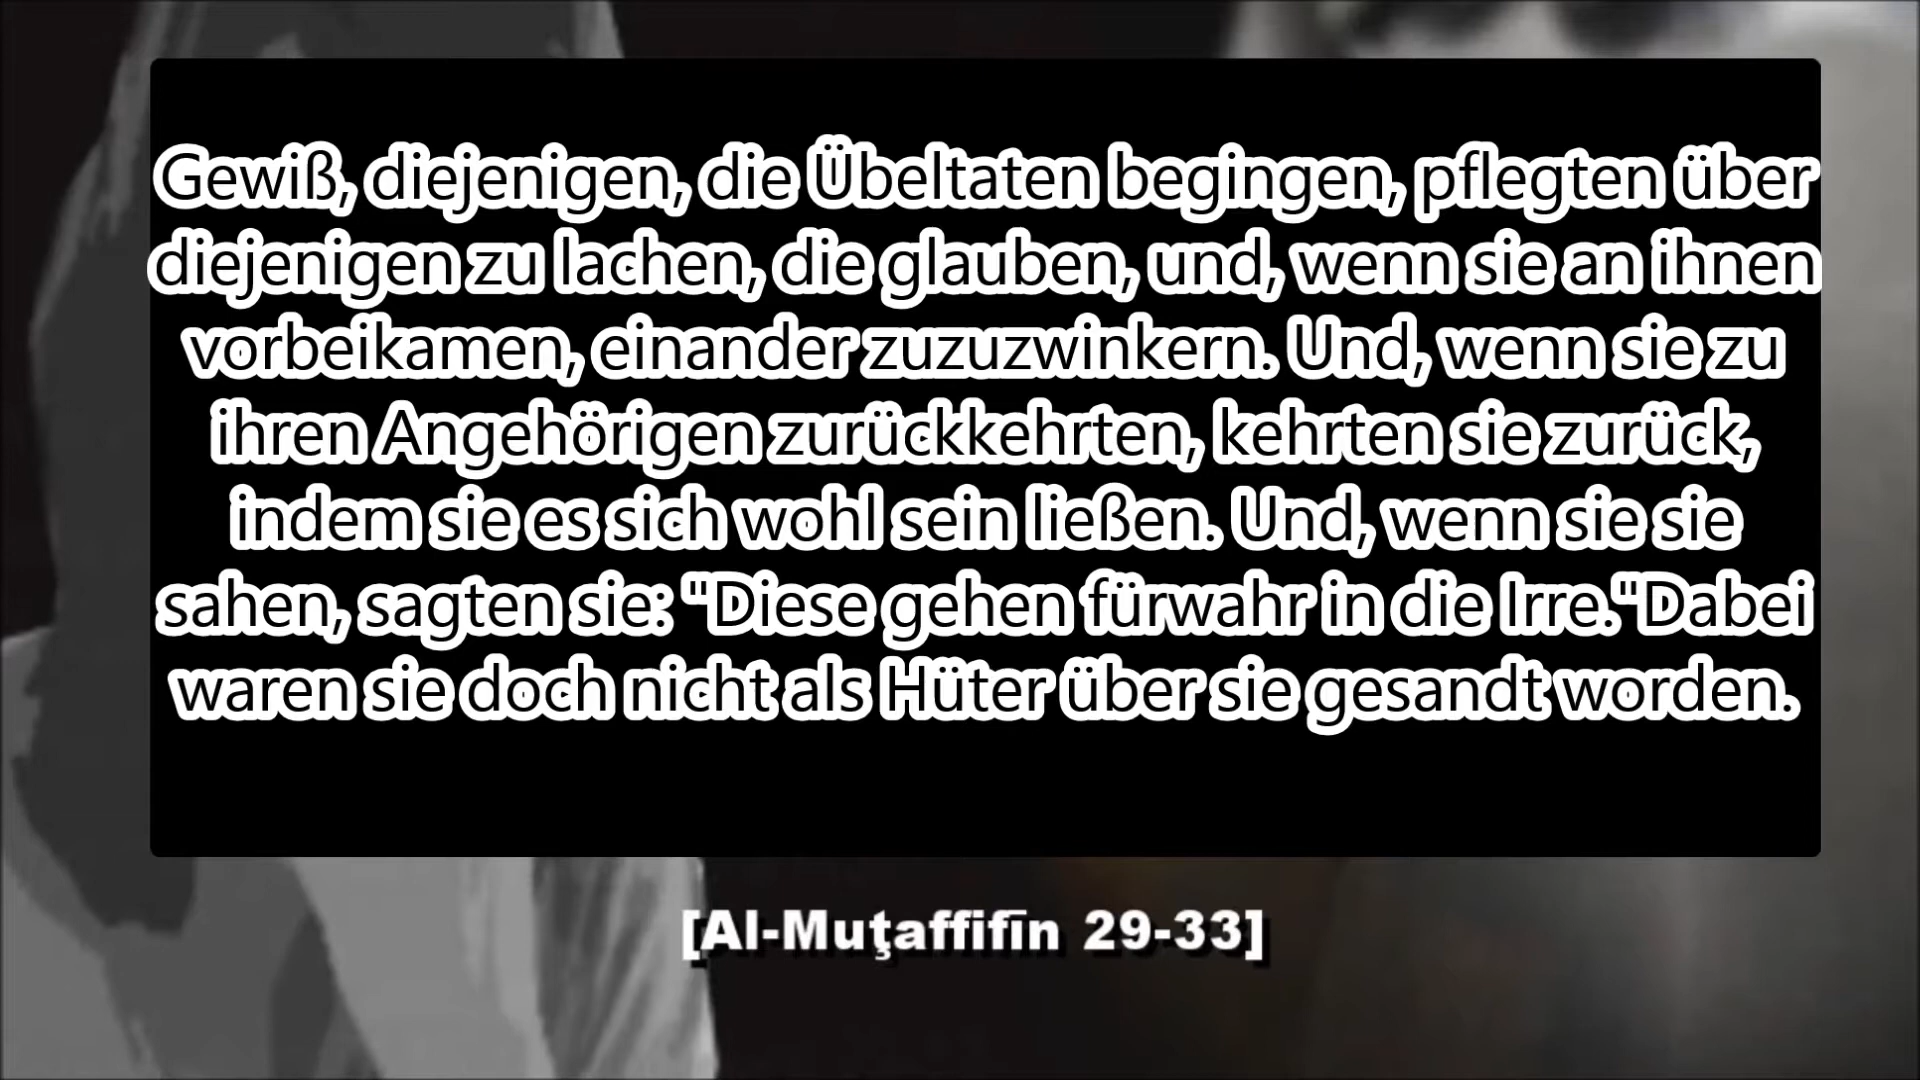 Gewiß, diejenigen, die Übeltaten begingen, pflegten über
diejenigen zu lachen, die glauben, und, wenn sie an ihnen
vorbeikamen, einander zuzuzwinkern. Und, wenn sie zu
ihren Angehörigen zurückkehrten, kehrten sie zurück,
indem sie es sich wohl sein ließen. Und, wenn sie sie
sahen, sagten sie: "Diese gehen fürwahr in die Irre."Dabei
waren sie doch nicht als Hüter über sie gesandt worden.
[Al-Muţaffifīn 29-33]